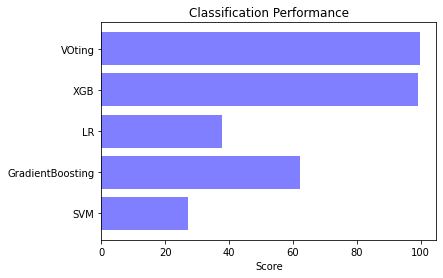 Classification Performance
VOting
XGB
LR
GradientBoosting
SVM
0 20 40 60 80 100
Score